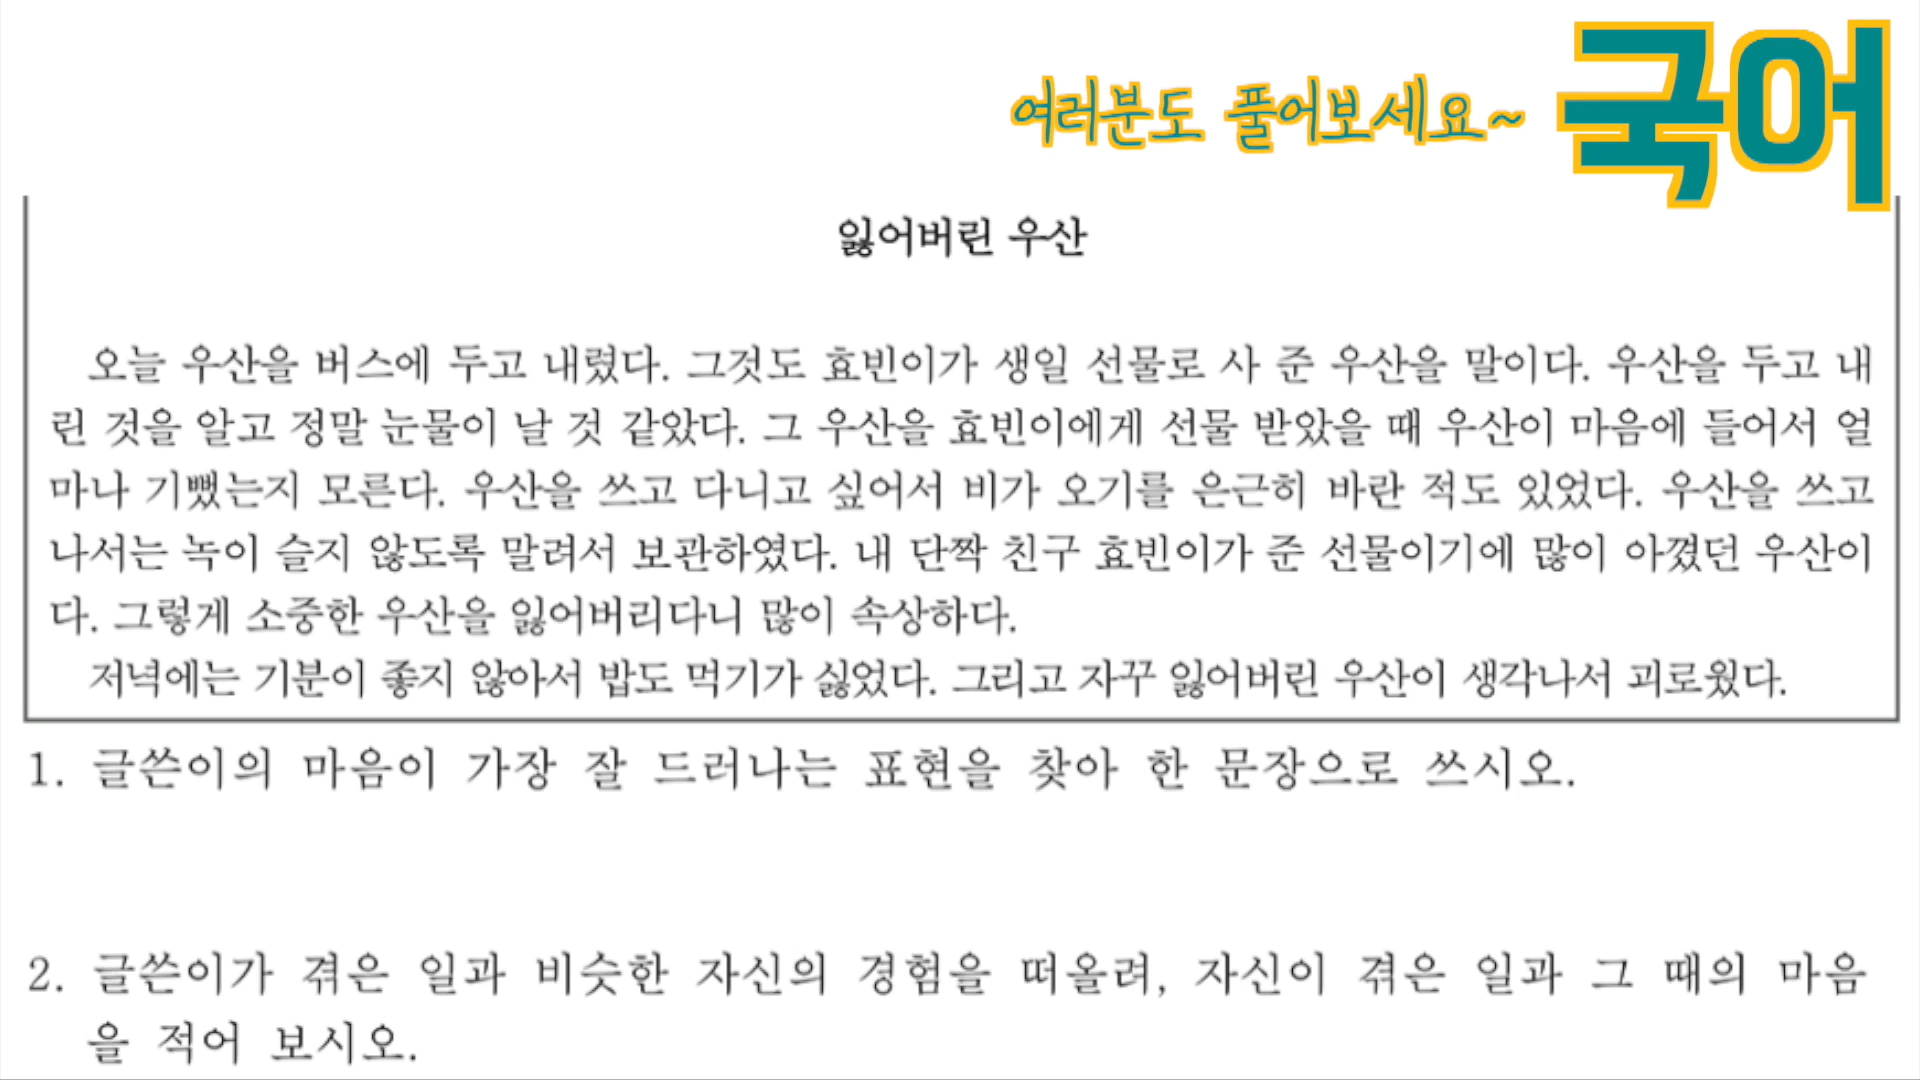 여러분도 풀어보세요~ 국어
잃어버린 우산
오늘 우산을 버스에 두고 내렸다. 그것도 효빈이가 생일 선물로 사 준 우산을 말이다. 우산을 두고 내
린 것을 알고 정말 눈물이 날 것 같았다. 그 우산을 효빈이에게 선물 받았을 때 우산이 마음에 들어서 얼
마나 기뻤는지 모른다. 우산을 쓰고 다니고 싶어서 비가 오기를 은근히 바란 적도 있었다. 우산을 쓰고
나서는 녹이 슬지 않도록 말려서 보관하였다. 내 단짝 친구 효빈이가 준 선물이기에 많이 아꼈던 우산이
다. 그렇게 소중한 우산을 잃어버리다니 많이 속상하다.
저녁에는 기분이 좋지 않아서 밥도 먹기가 싫었다. 그리고 자꾸 잃어버린 우산이 생각나서 괴로웠다.
1. 글쓴이의 마음이 가장 잘 드러나는 표현을 찾아 한 문장으로 쓰시오.
2. 글쓴이가 겪은 일과 비슷한 자신의 경험을 떠올려, 자신이 겪은 일과 그 때의 마음
을 적어 보시오.